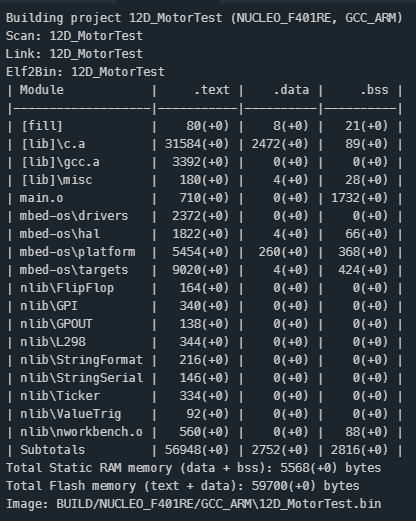 Building project 12D_MotorTest (NUCLEO_F401RE, GCC_ARM)
Scan: 12D_MotorTest
Link: 12D_MotorTest
Elf2Bin: 12D_MotorTest
| Module             |     .text |    .data |     .bss |
|--------------------|-----------|----------|----------|
| [fill]             |    80(+0) |    8(+0) |   21(+0) |
| [lib]\c.a          | 31584(+0) | 2472(+0) |   89(+0) |
| [lib]\gcc.a        |  3392(+0) |    0(+0) |    0(+0) |
| [lib]\misc         |   180(+0) |    4(+0) |   28(+0) |
| main.o             |   710(+0) |    0(+0) | 1732(+0) |
| mbed-os\drivers    |  2372(+0) |    0(+0) |    0(+0) |
| mbed-os\hal        |  1822(+0) |    4(+0) |   66(+0) |
| mbed-os\platform   |  5454(+0) |  260(+0) |  368(+0) |
| mbed-os\targets    |  9020(+0) |    4(+0) |  424(+0) |
| nlib\FlipFlop      |   164(+0) |    0(+0) |    0(+0) |
| nlib\GPI           |   340(+0) |    0(+0) |    0(+0) |
| nlib\GPOUT         |   138(+0) |    0(+0) |    0(+0) |
| nlib\L298          |   344(+0) |    0(+0) |    0(+0) |
| nlib\StringFormat  |   216(+0) |    0(+0) |    0(+0) |
| nlib\StringSerial  |   146(+0) |    0(+0) |    0(+0) |
| nlib\Ticker        |   334(+0) |    0(+0) |    0(+0) |
| nlib\ValueTrig     |    92(+0) |    0(+0) |    0(+0) |
| nlib\nworkbench.o  |   560(+0) |    0(+0) |   88(+0) |
| Subtotals          | 56948(+0) | 2752(+0) | 2816(+0) |
Total Static RAM memory (data + bss): 5568(+0) bytes
Total Flash memory (text + data): 59700(+0) bytes
Image: BUILD/NUCLEO_F401RE/GCC_ARM\12D_MotorTest.bin